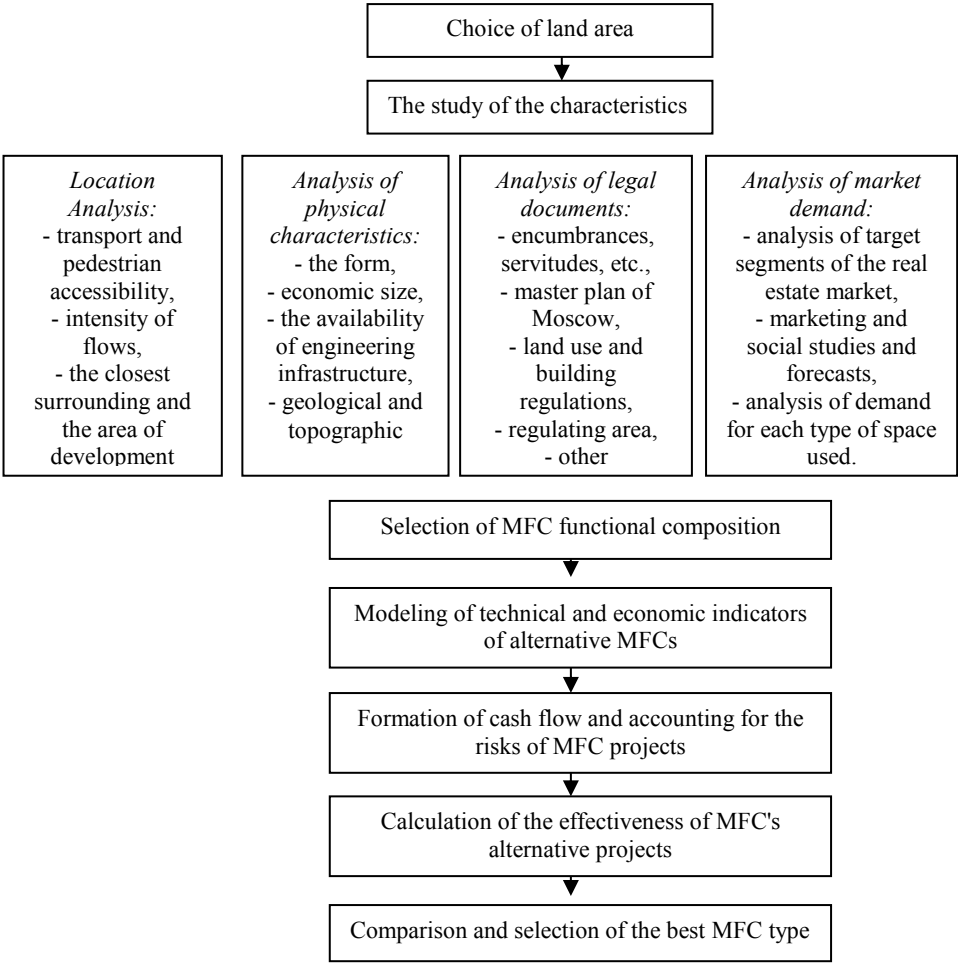 Choice of land area
The study of the characteristics
Location
Analysis:
- transport and
pedestrian
accessibility,
- intensity of
flows,
- the closest
surrounding and
the area of
development
Analysis of
physical
characteristics:
- the form,
- economic size,
- the availability
of engineering
infrastructure,
- geological and
topographic
Analysis of legal
documents:
- encumbrances,
servitudes, etc.,
- master plan of
Moscow,
- land use and
building
regulations,
- regulating area,
- other
Analysis of market
demand:
- analysis of target
segments of the real
estate market,
- marketing and
social studies and
forecasts,
- analysis of demand
for each type of space
used.
Selection of MFC functional composition
Modeling of technical and economic indicators
of alternative MFCs
Formation of cash flow and accounting for the
risks of MFC projects
Calculation of the effectiveness of MFC's
alternative projects
Comparison and selection of the best MFC type